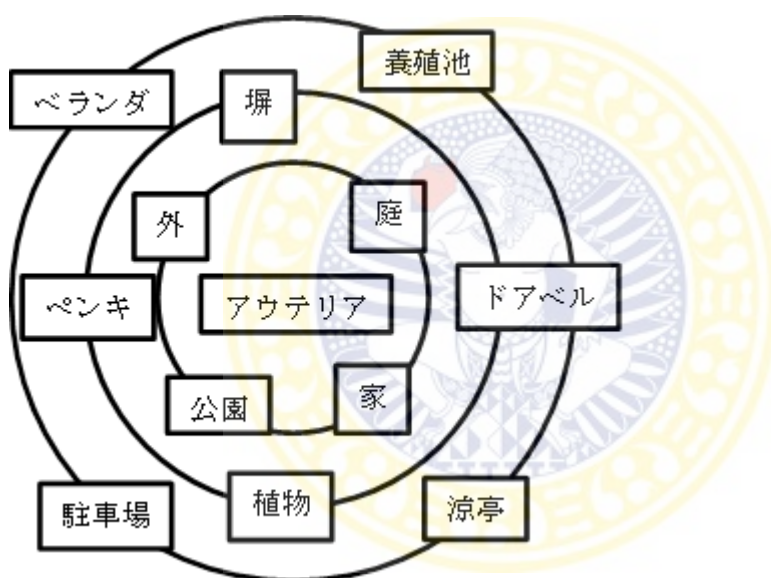 養殖池
ベランダ
塀
外
庭
ペンキ
アウテリア
ドアベル
公園
家
駐車場
植物
涼亭